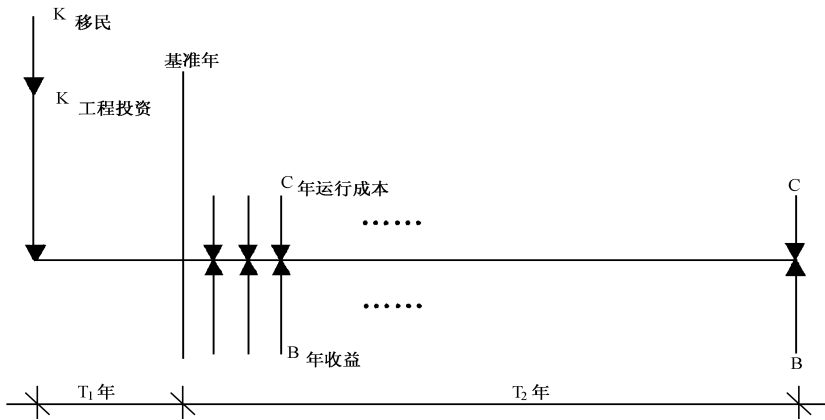 K 移民
基准年
K 工程投资
C 年运行成本
C
......
......
B 年收益
B
T₁ 年
T₂ 年